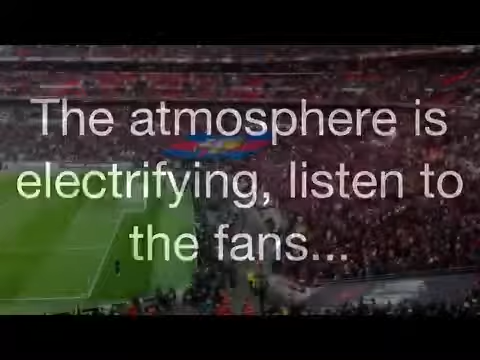 The atmosphere is
electrifying, listen to
the fans...